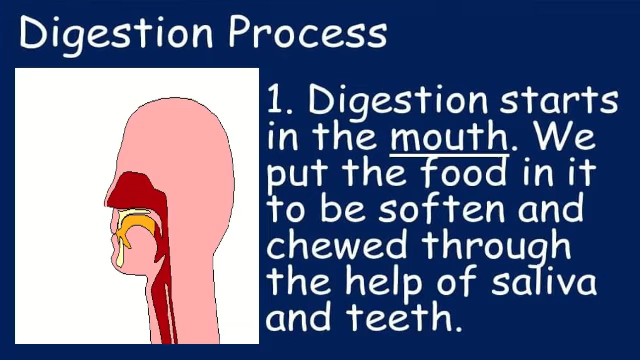 Digestion Process
1. Digestion starts
in the mouth. We
put the food in it
to be soften and
chewed through
the help of saliva
and teeth.